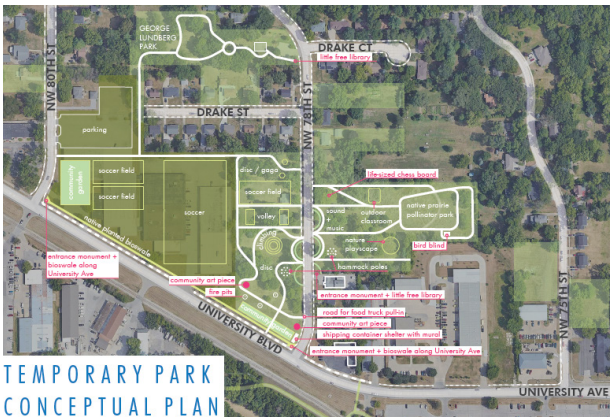 GEORGE
LUNDBERG
PARK
NW 80TH ST
DRAKE CT
little free library
NW 78TH ST
DRAKE ST
parking
community
garden
soccer field
soccer field
soccer
disc / gaga
soccer field
volley
life-sized chess board
sound
+
music
outdoor
classroom
native prairie
pollinator park
nature
playscape
bird blind
climbing
disc
hammock poles
native planted bioswale
entrance monument +
bioswale along
University Ave
community art piece
fire pits
entrance monument + little free library
road for food truck pull-in
community art piece
shipping container shelter with mural
entrance monument + bioswale along University Ave
UNIVERSITY BLVD
NW 75TH ST
UNIVERSITY AVE
TEMPORARY PARK
CONCEPTUAL PLAN